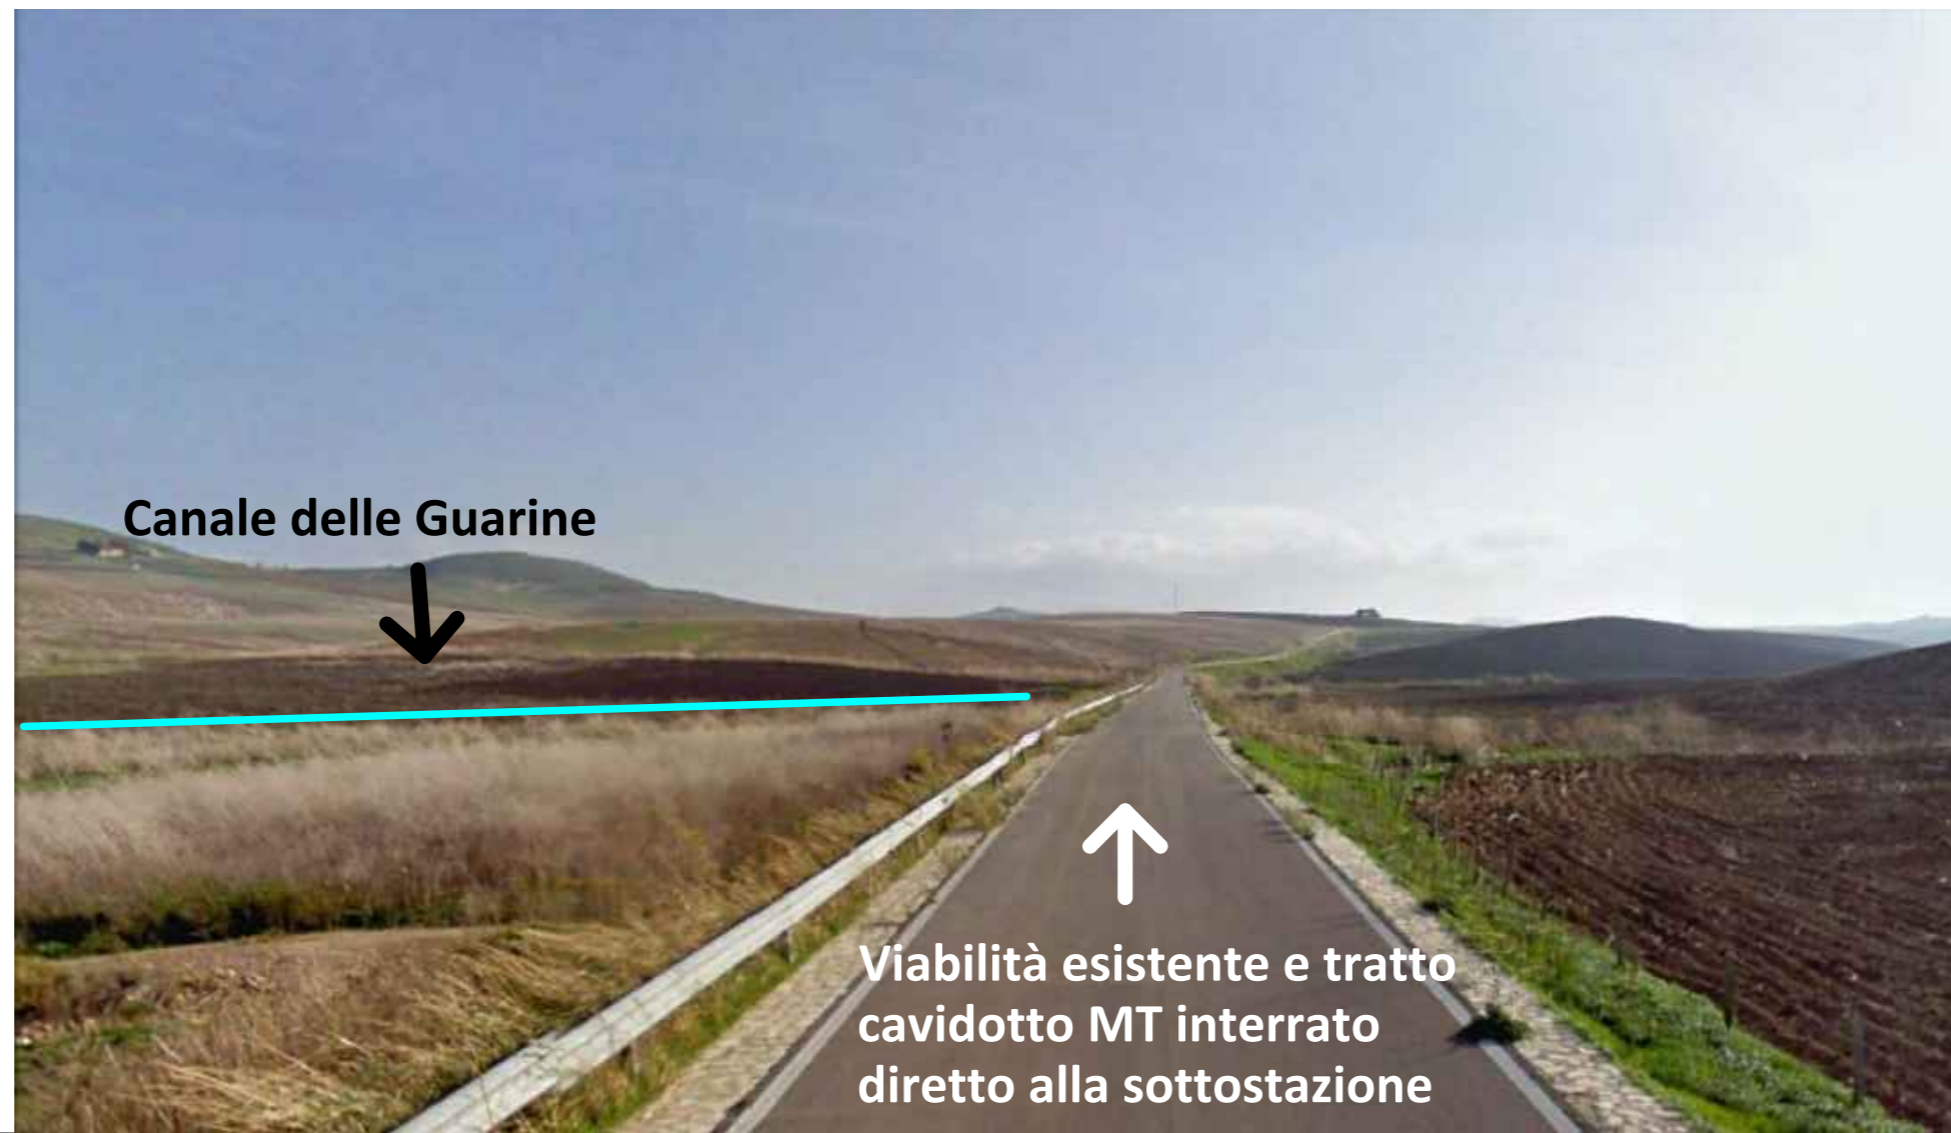 Canale delle Guarine
Viabilità esistente e tratto
cavidotto MT interrato
diretto alla sottostazione